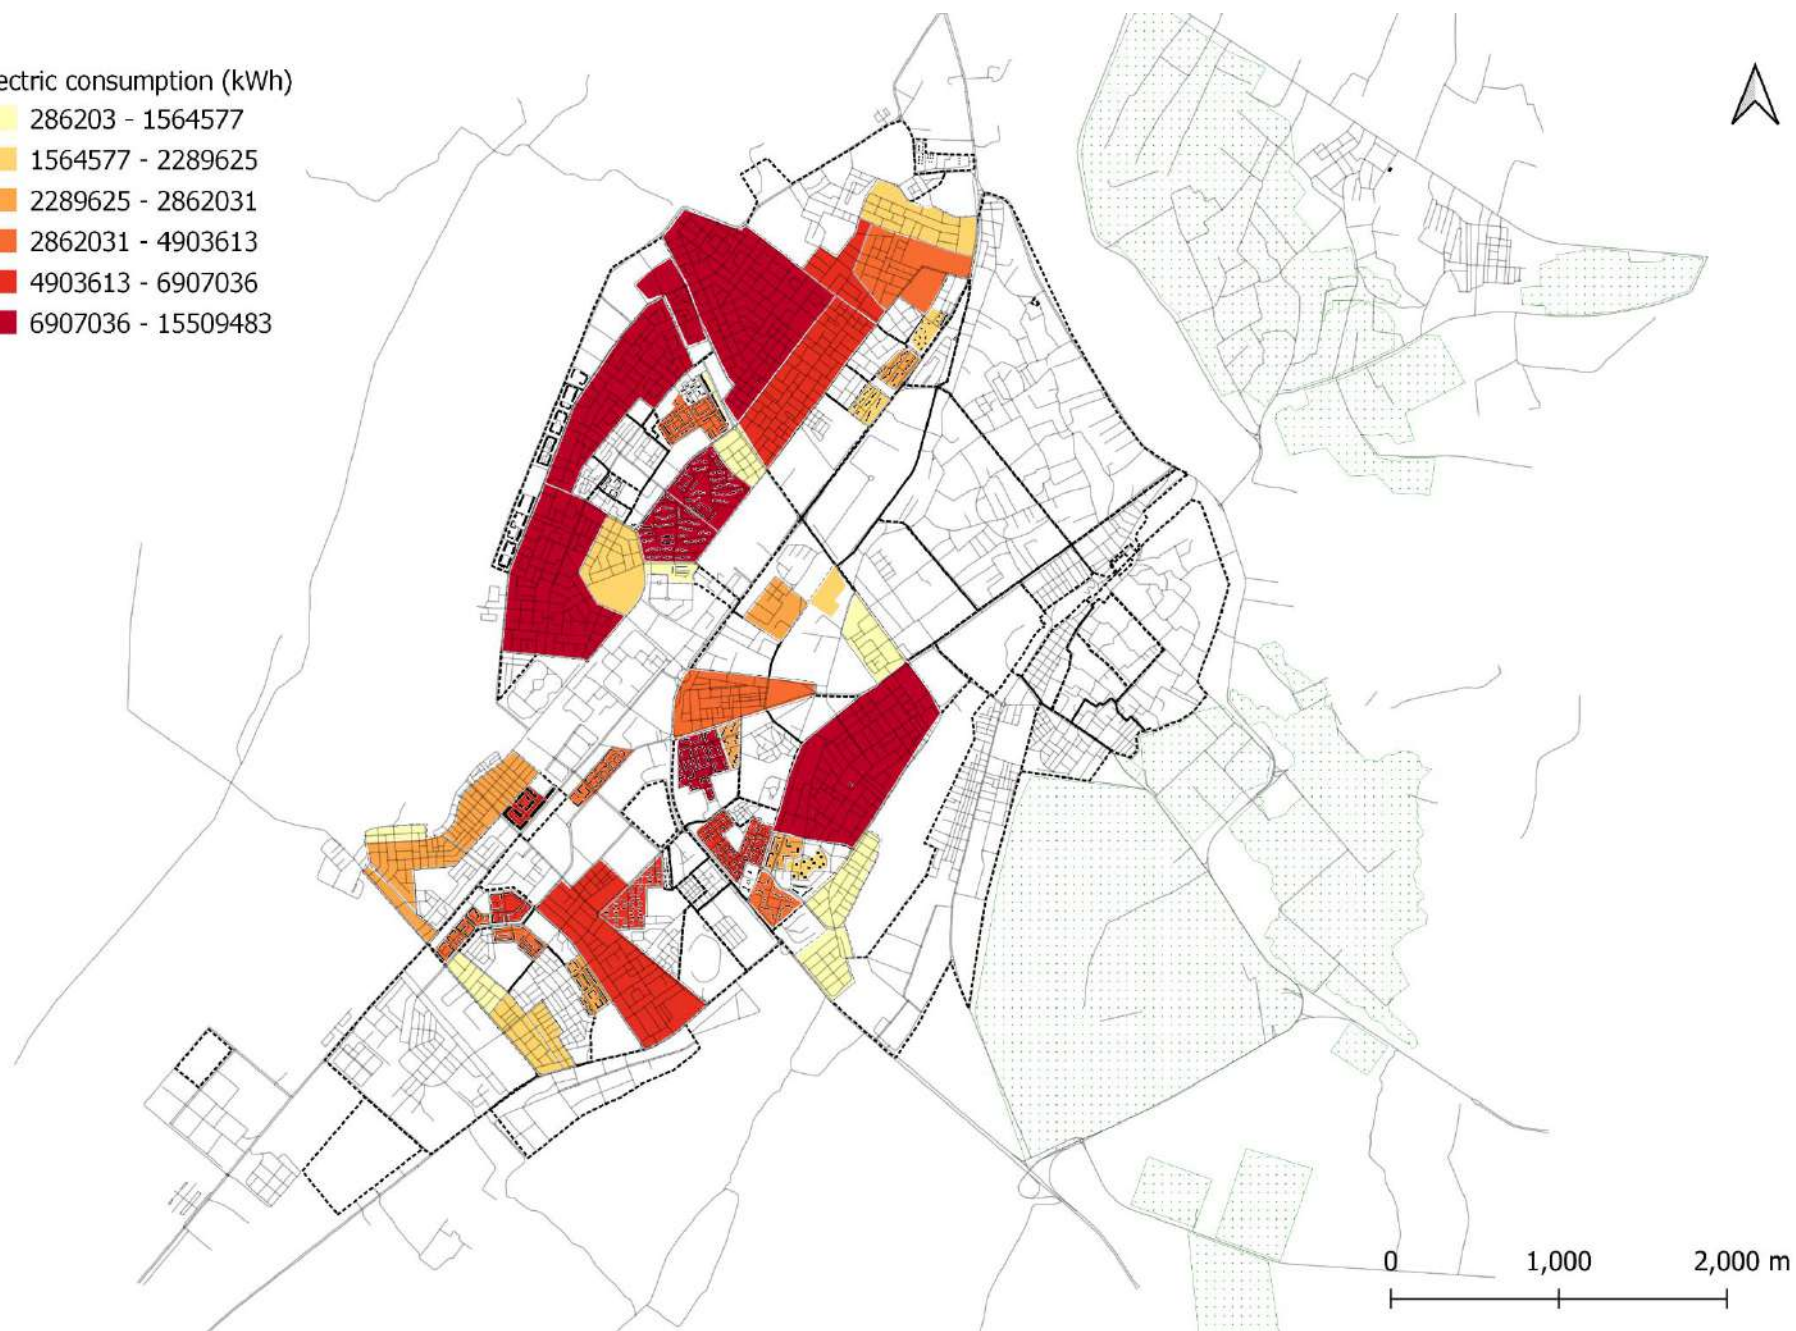 ectric consumption (kWh)
286203 - 1564577
1564577 - 2289625
2289625 - 2862031
2862031 - 4903613
4903613 - 6907036
6907036 - 15509483
0 1,000 2,000 m